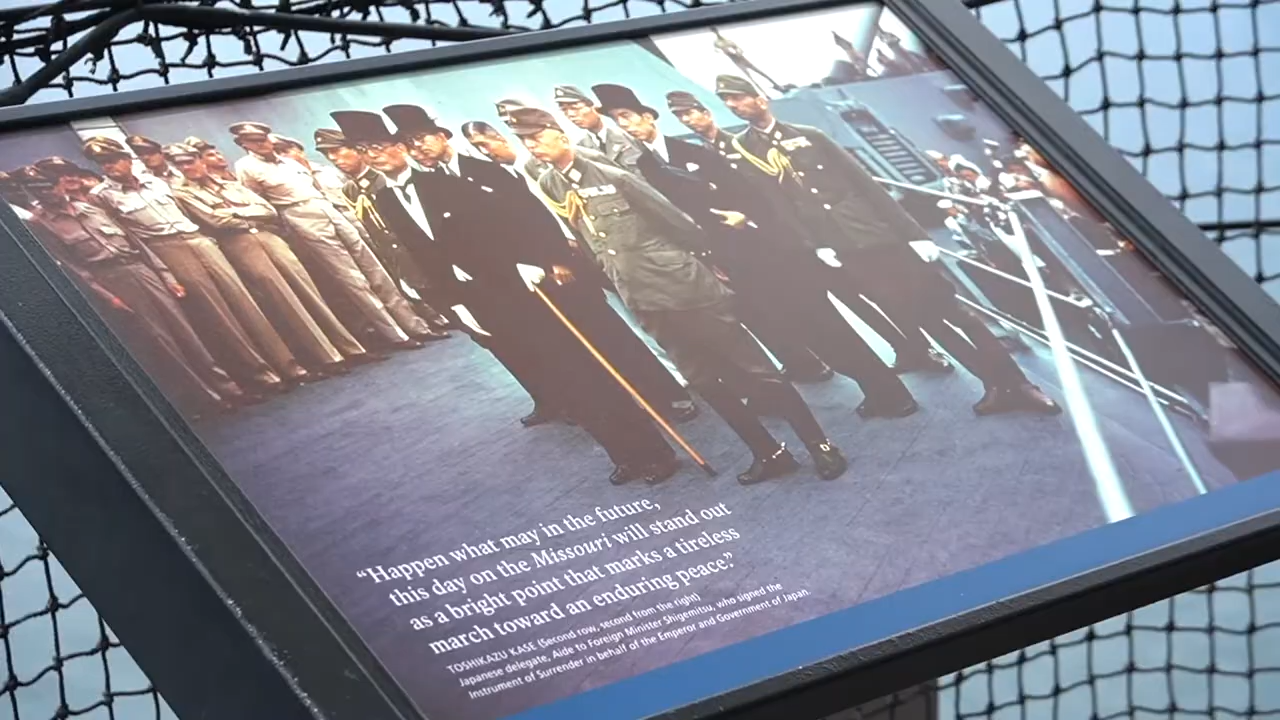 “Happen what may in the future,
this day on the Missouri will stand out
as a bright point that marks a tireless
march toward an enduring peace.”
TOSHIKAZU KASE (Second row, second from the right)
Japanese delegate, Aide to Foreign Minister Shigemitsu, who signed the
Instrument of Surrender in behalf of the Emperor and Government of Japan.